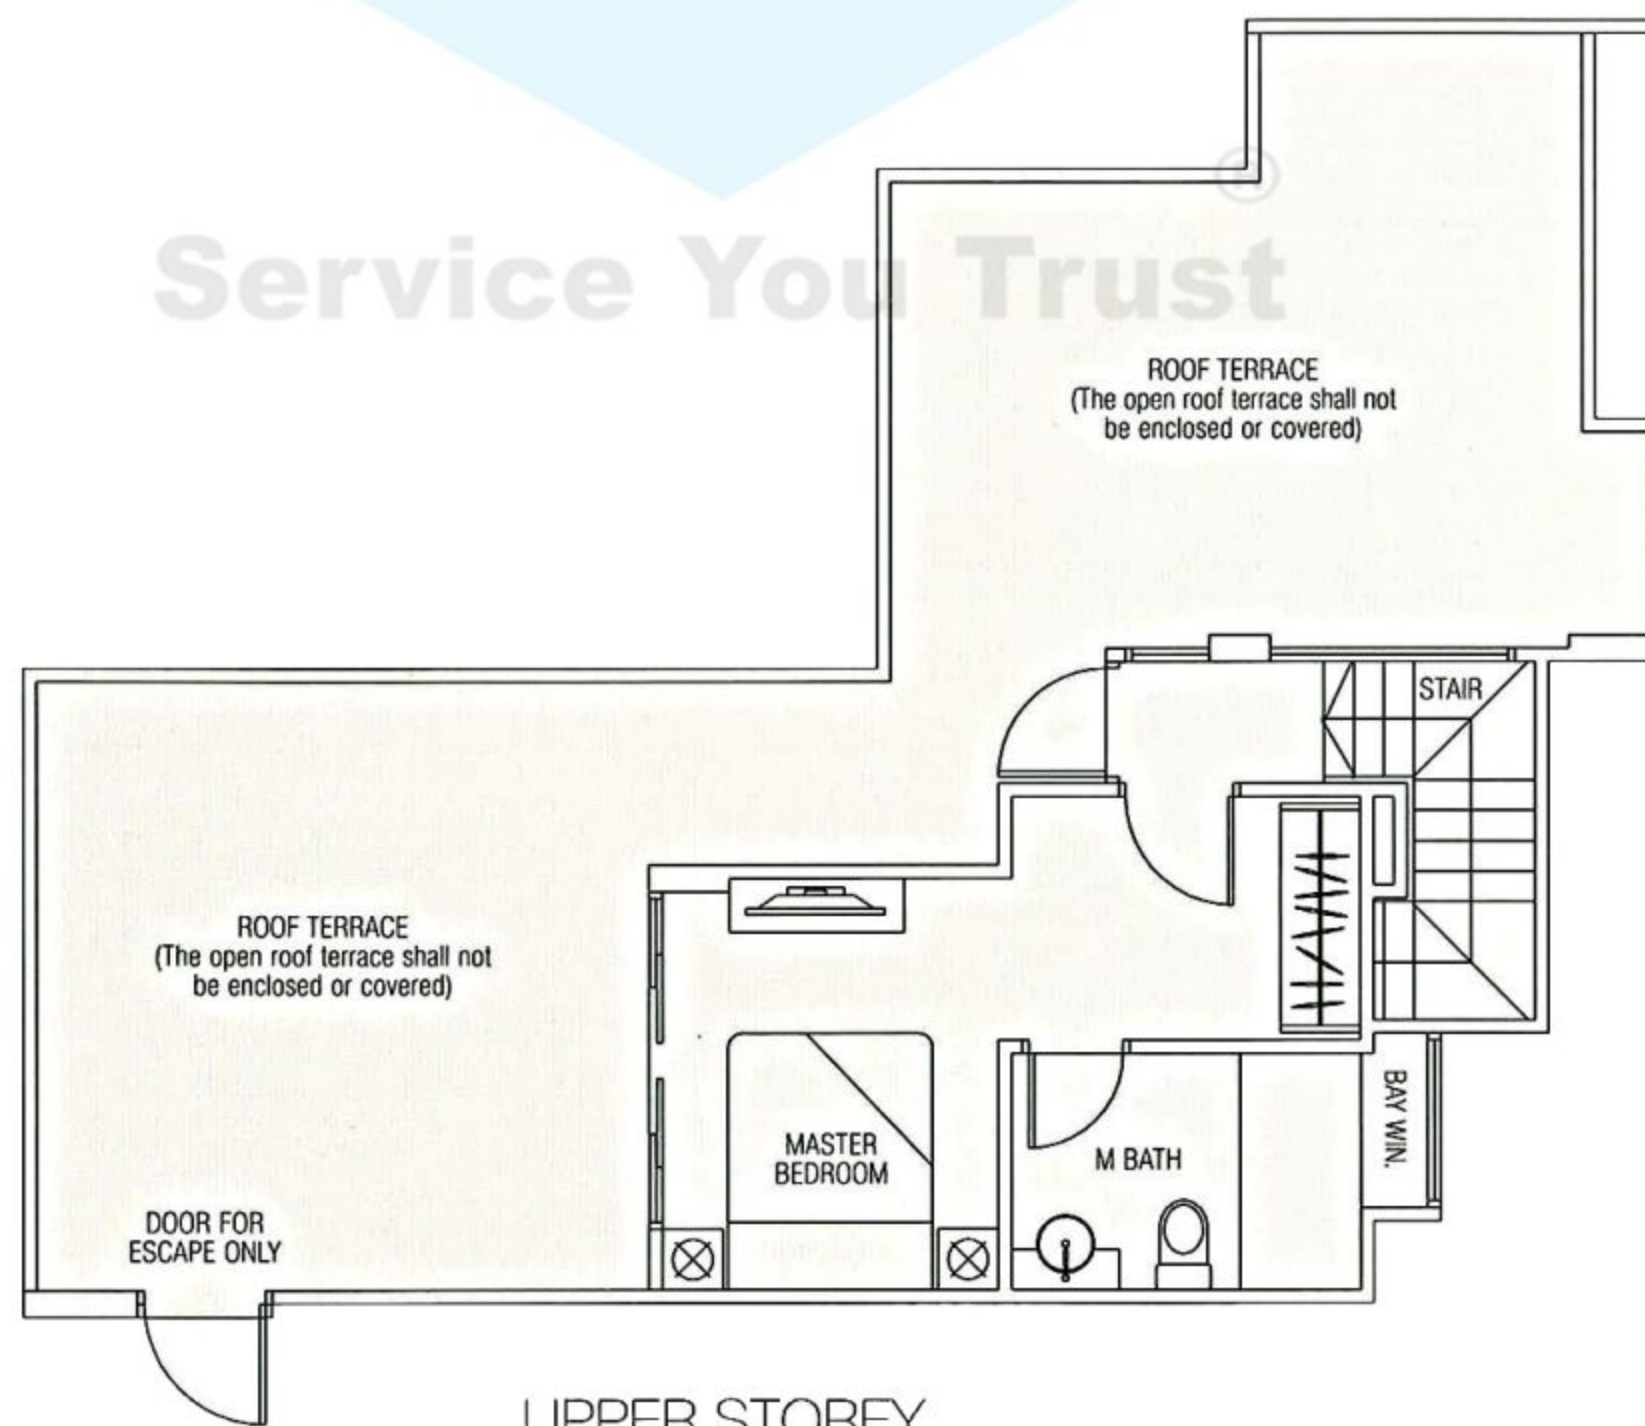 ®
Service You Trust
ROOF TERRACE
(The open roof terrace shall not
be enclosed or covered)
STAIR
ROOF TERRACE
(The open roof terrace shall not
be enclosed or covered)
MASTER
BEDROOM
M BATH
BAY WIN.
DOOR FOR
ESCAPE ONLY
UPPER STOREY